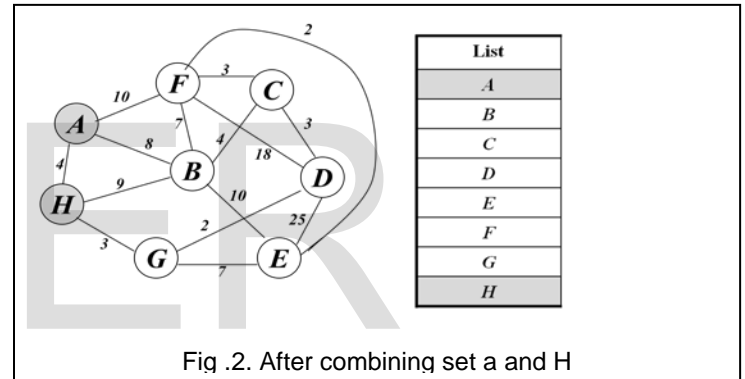 2
F
3
C
10
A
7
3
8
4
4
18
B
D
9
H
10
2
25
3
G
7
E
List
A
B
C
D
E
F
G
H
ER
Fig .2. After combining set a and H